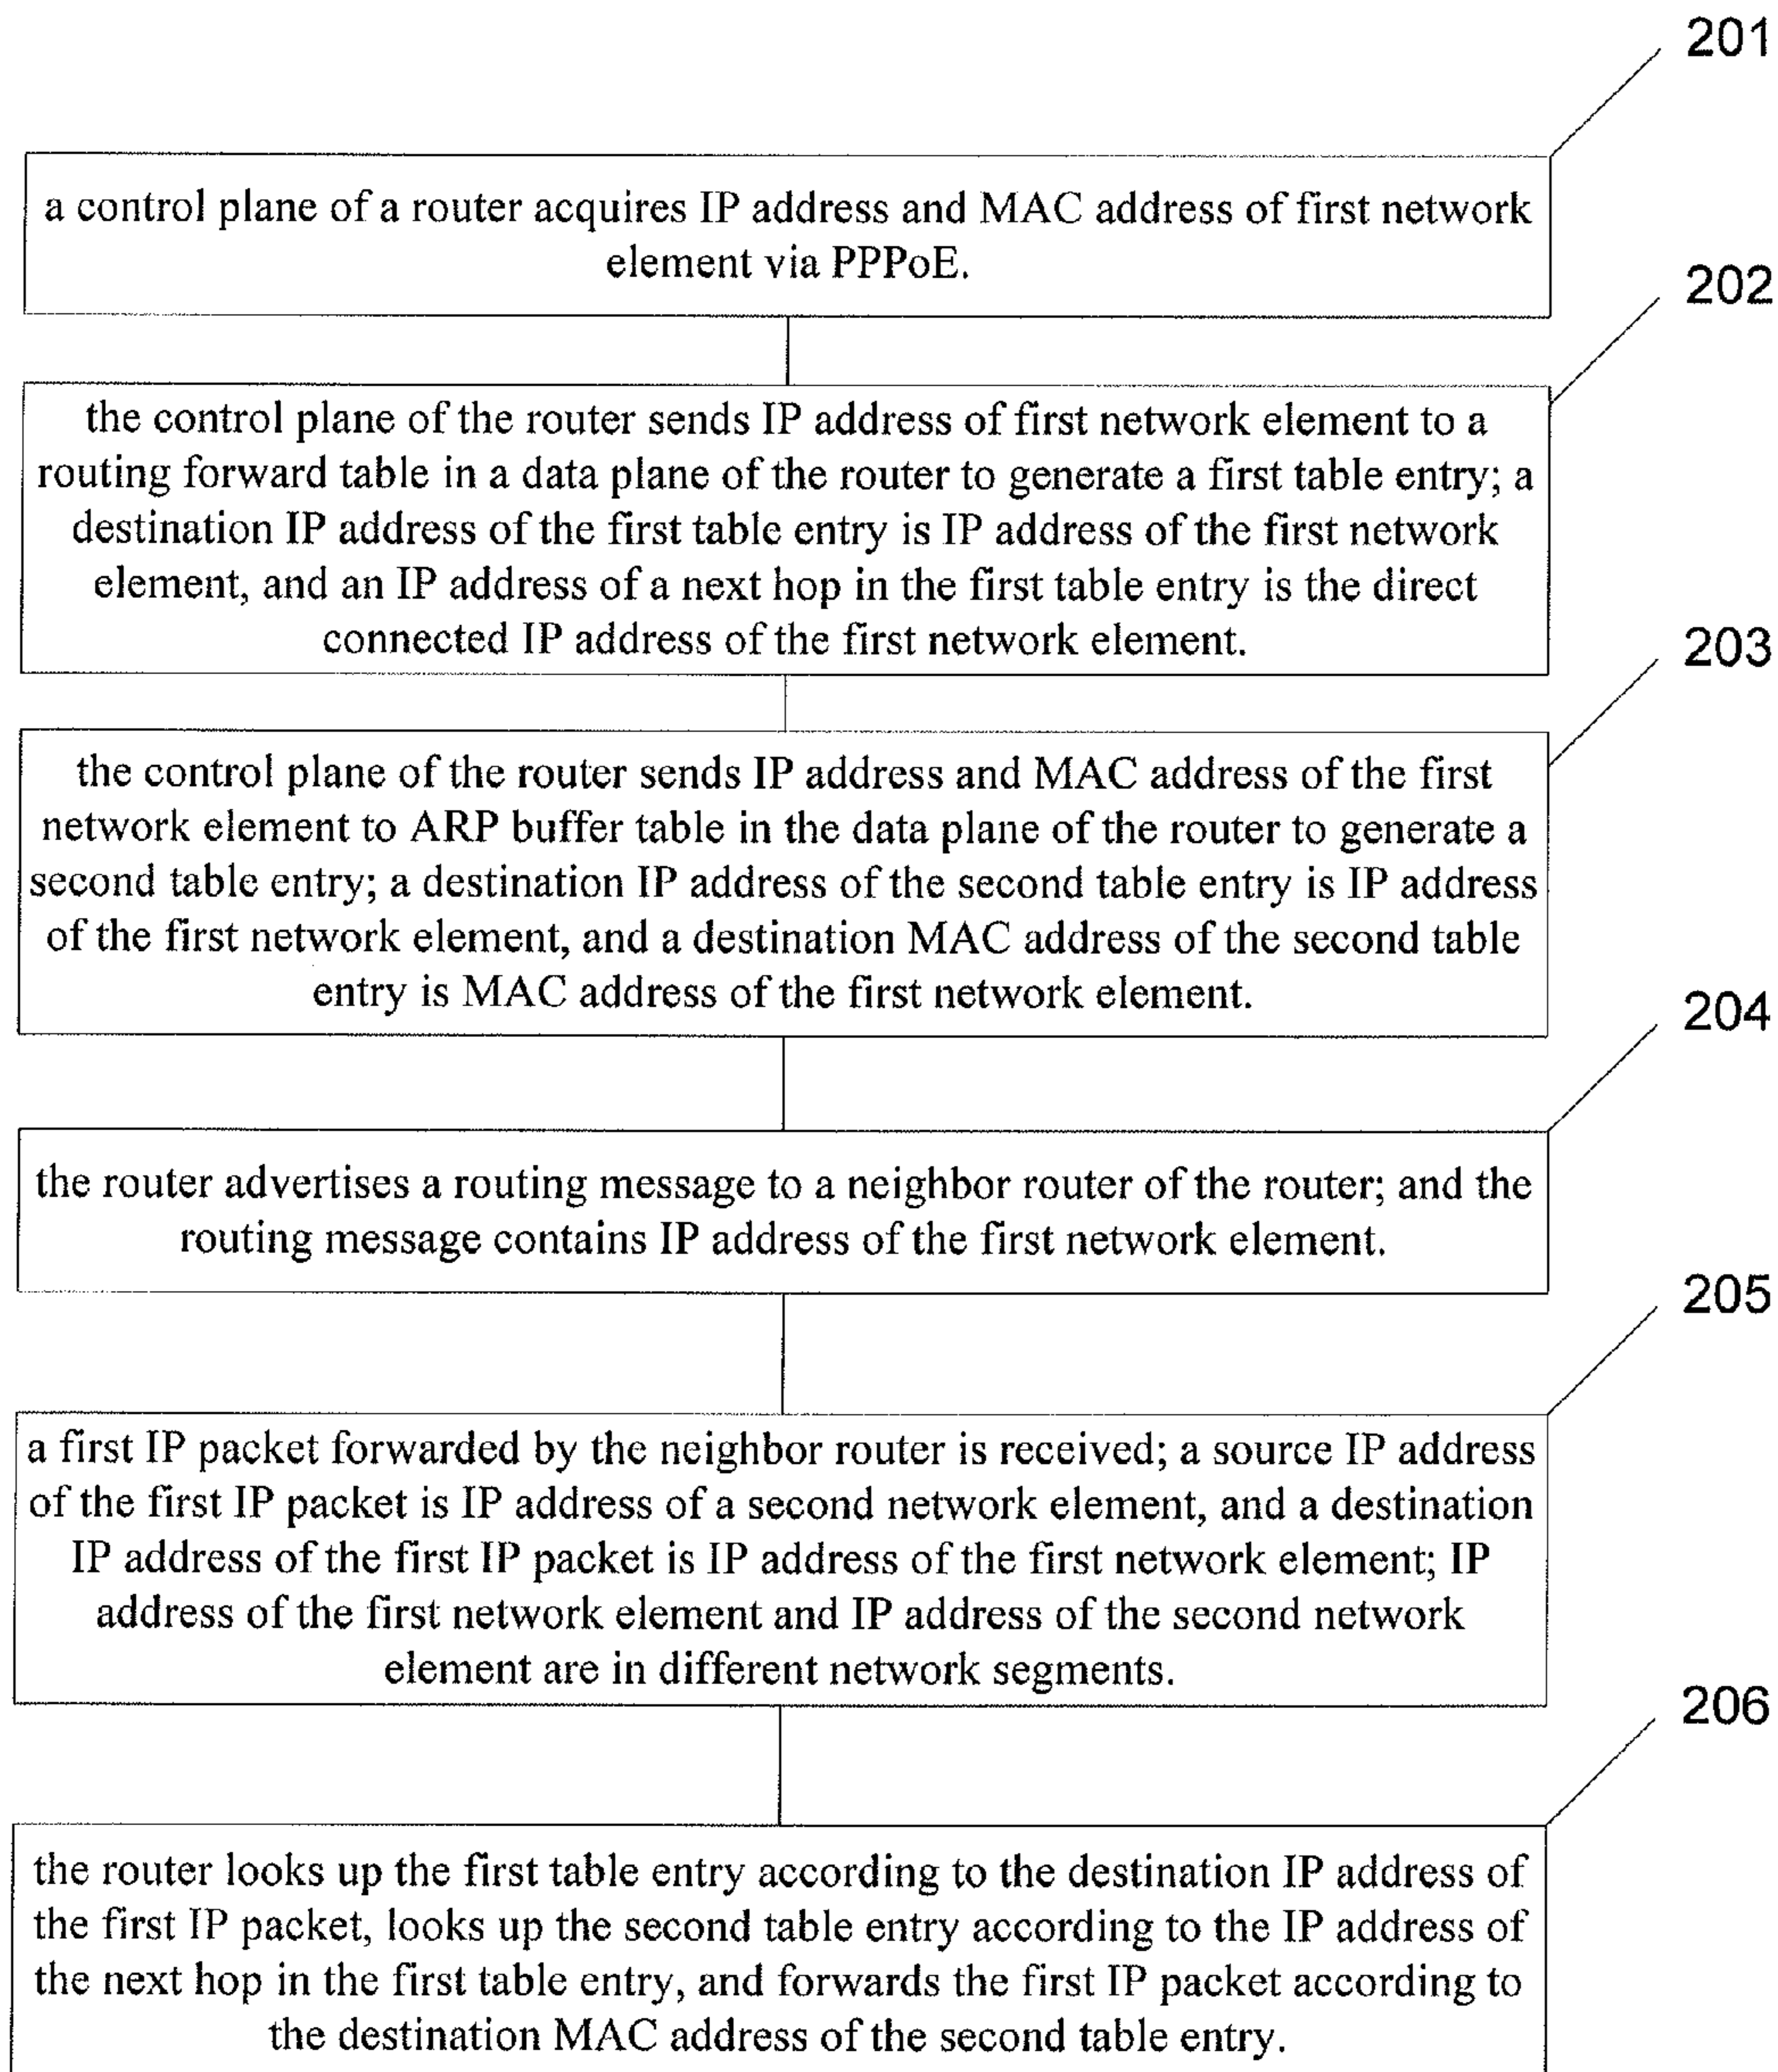 201
a control plane of a router acquires IP address and MAC address of first network
element via PPPoE.
202
the control plane of the router sends IP address of first network element to a
routing forward table in a data plane of the router to generate a first table entry; a
destination IP address of the first table entry is IP address of the first network
element, and an IP address of a next hop in the first table entry is the direct
connected IP address of the first network element.
203
the control plane of the router sends IP address and MAC address of the first
network element to ARP buffer table in the data plane of the router to generate a
second table entry; a destination IP address of the second table entry is IP address
of the first network element, and a destination MAC address of the second table
entry is MAC address of the first network element.
204
the router advertises a routing message to a neighbor router of the router; and the
routing message contains IP address of the first network element.
205
a first IP packet forwarded by the neighbor router is received; a source IP address
of the first IP packet is IP address of a second network element, and a destination
IP address of the first IP packet is IP address of the first network element; IP
address of the first network element and IP address of the second network
element are in different network segments.
206
the router looks up the first table entry according to the destination IP address of
the first IP packet, looks up the second table entry according to the IP address of
the next hop in the first table entry, and forwards the first IP packet according to
the destination MAC address of the second table entry.